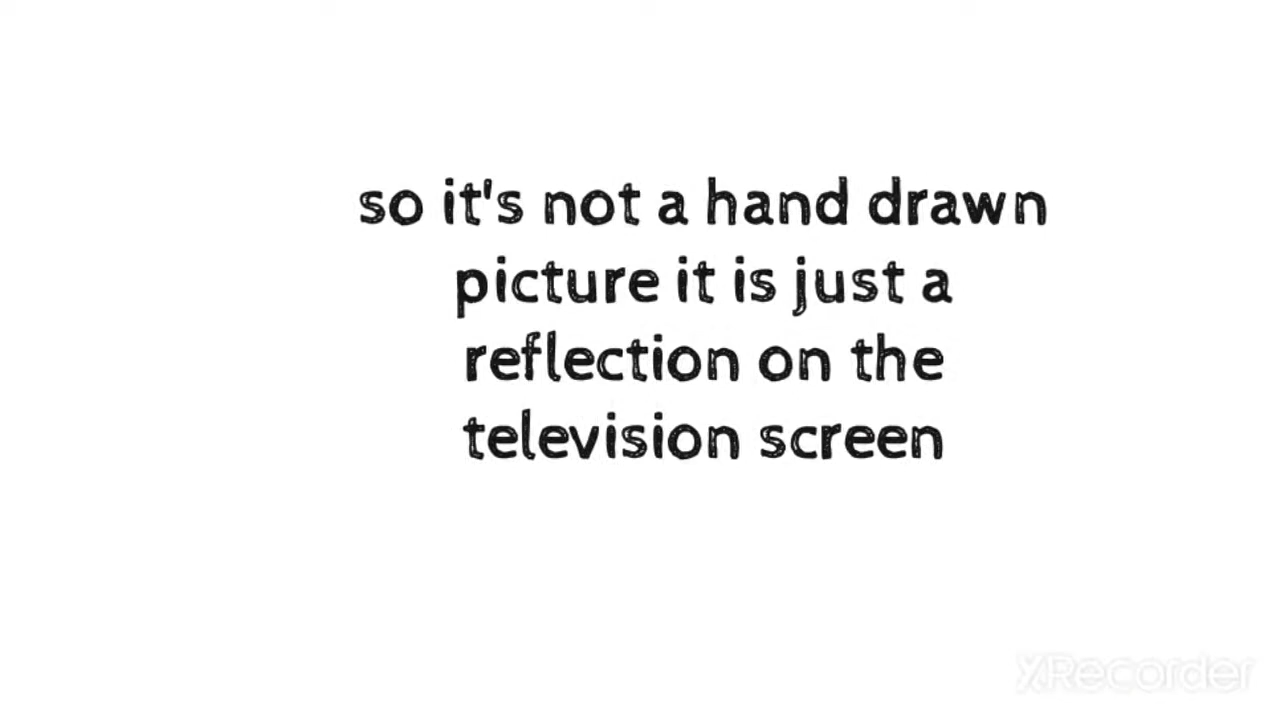 so it's not a hand drawn
picture it is just a
reflection on the
television screen
XRecorder